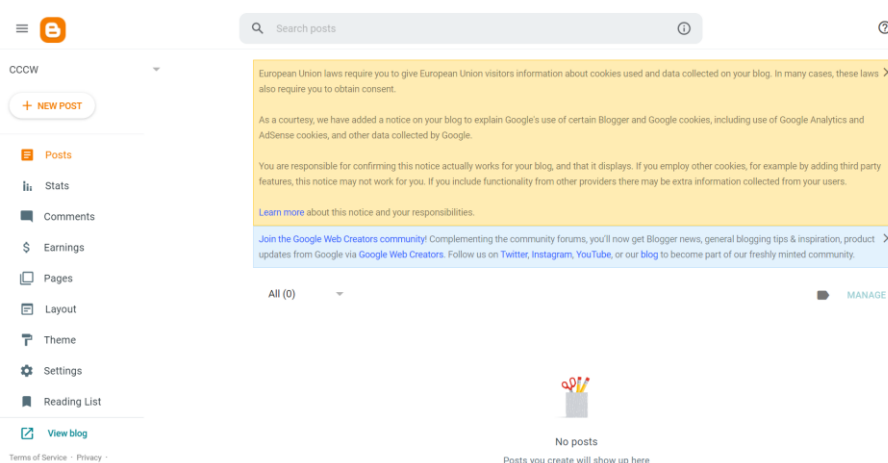 Search posts
CCCW
NEW POST
Posts
Stats
Comments
Earnings
Pages
Layout
Theme
Settings
Reading List
View blog
Terms of Service · Privacy ·
European Union laws require you to give European Union visitors information about cookies used and data collected on your blog. In many cases, these laws
also require you to obtain consent.
As a courtesy, we have added a notice on your blog to explain Google's use of certain Blogger and Google cookies, including use of Google Analytics and
AdSense cookies, and other data collected by Google.
You are responsible for confirming this notice actually works for your blog, and that it displays. If you employ other cookies, for example by adding third party
features, this notice may not work for you. If you include functionality from other providers there may be extra information collected from your users.
Learn more about this notice and your responsibilities.
Join the Google Web Creators community! Complementing the community forums, you'll now get Blogger news, general blogging tips & inspiration, product
updates from Google via Google Web Creators. Follow us on Twitter, Instagram, YouTube, or our blog to become part of our freshly minted community.
All (0)
MANAGE
No posts
Posts you create will show up here